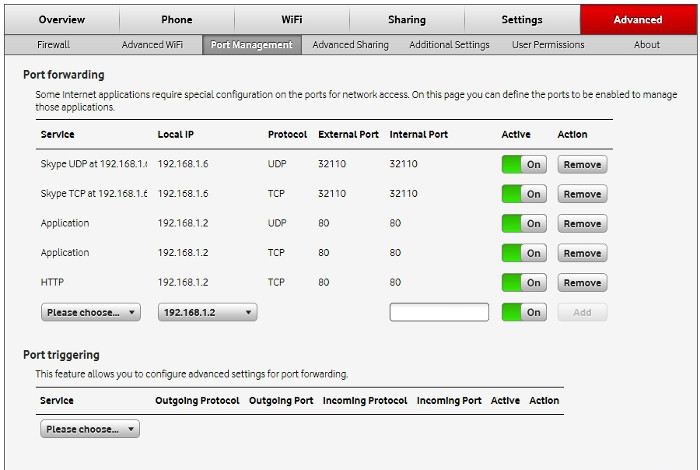 Overview Phone WiFi Sharing Settings Advanced
Firewall Advanced WiFi Port Management Advanced Sharing Additional Settings User Permissions About
Port forwarding
Some Internet applications require special configuration on the ports for network access. On this page you can define the ports to be enabled to manage
those applications.
Service Local IP Protocol External Port Internal Port Active Action
Skype UDP at 192.168.1.( 192.168.1.6 UDP 32110 32110 On Remove
Skype TCP at 192.168.1.6 192.168.1.6 TCP 32110 32110 On Remove
Application 192.168.1.2 UDP 80 80 On Remove
Application 192.168.1.2 TCP 80 80 On Remove
HTTP 192.168.1.2 TCP 80 80 On Remove
Please choose... 192.168.1.2 On Add
Port triggering
This feature allows you to configure advanced settings for port forwarding.
Service Outgoing Protocol Outgoing Port Incoming Protocol Incoming Port Active Action
Please choose...